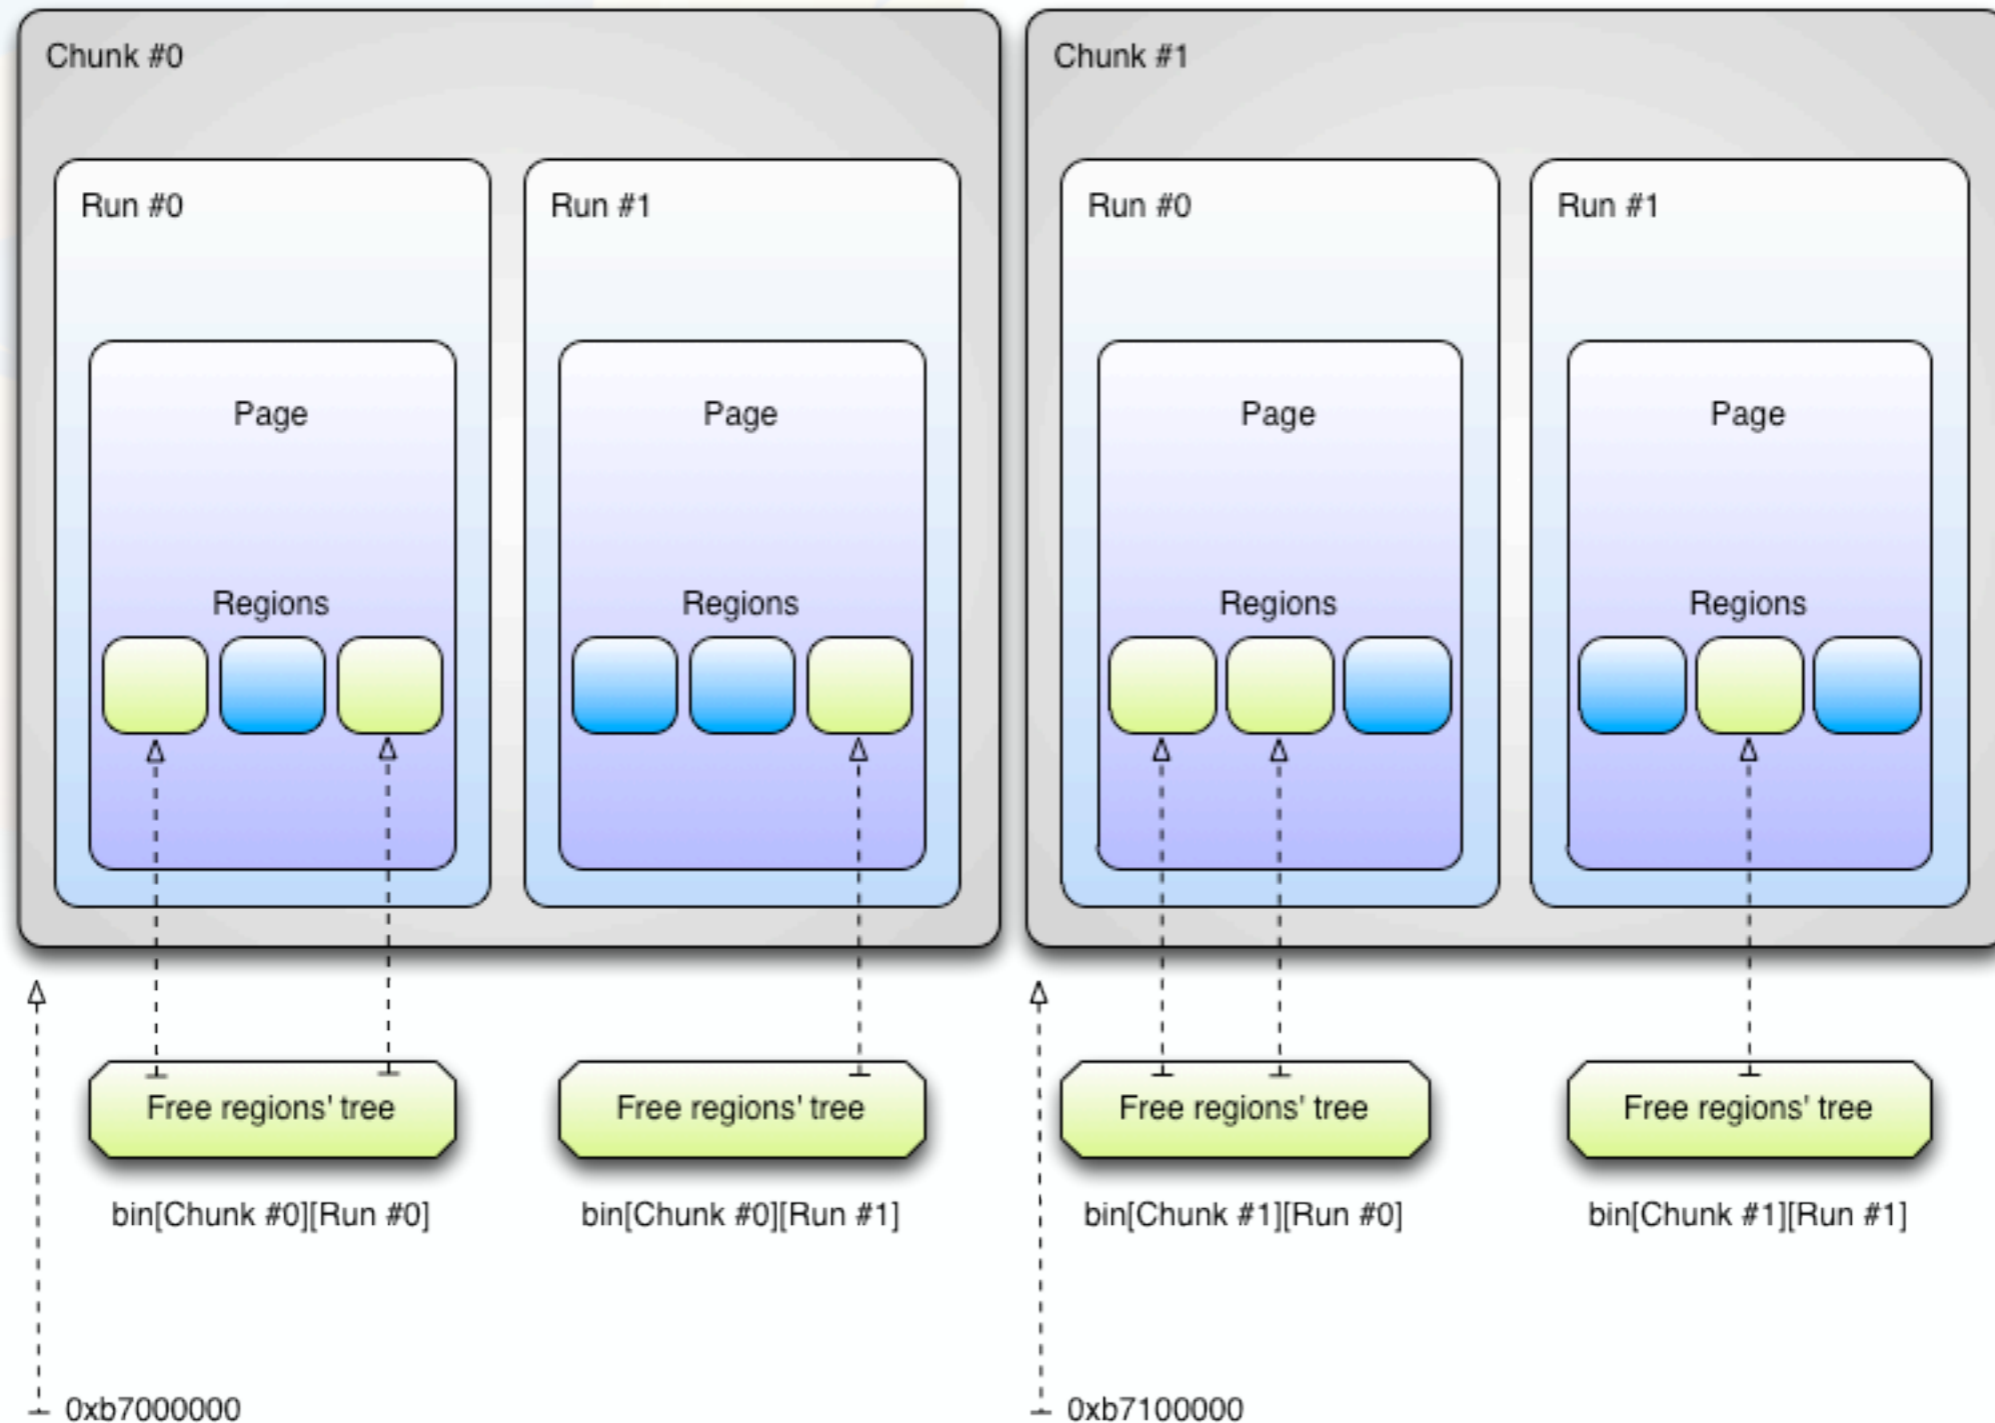 Chunk #0
Chunk #1
Run #0
Run #1
Run #0
Run #1
Page
Page
Page
Page
Regions
Regions
Regions
Regions
Free regions' tree
Free regions' tree
Free regions' tree
Free regions' tree
bin[Chunk #0][Run #0]
bin[Chunk #0][Run #1]
bin[Chunk #1][Run #0]
bin[Chunk #1][Run #1]
0xb7000000
0xb7100000